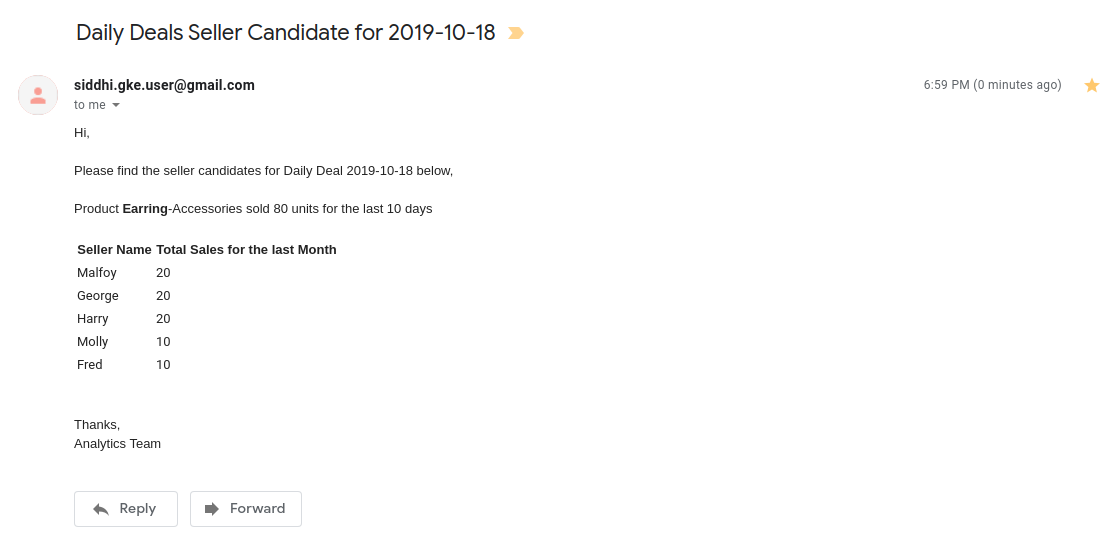 Daily Deals Seller Candidate for 2019-10-18
siddhi.gke.user@gmail.com 6:59 PM (0 minutes ago)
to me
Hi,
Please find the seller candidates for Daily Deal 2019-10-18 below,
Product Earring-Accessories sold 80 units for the last 10 days
Seller Name Total Sales for the last Month
Malfoy 20
George 20
Harry 20
Molly 10
Fred 10
Thanks,
Analytics Team
Reply Forward